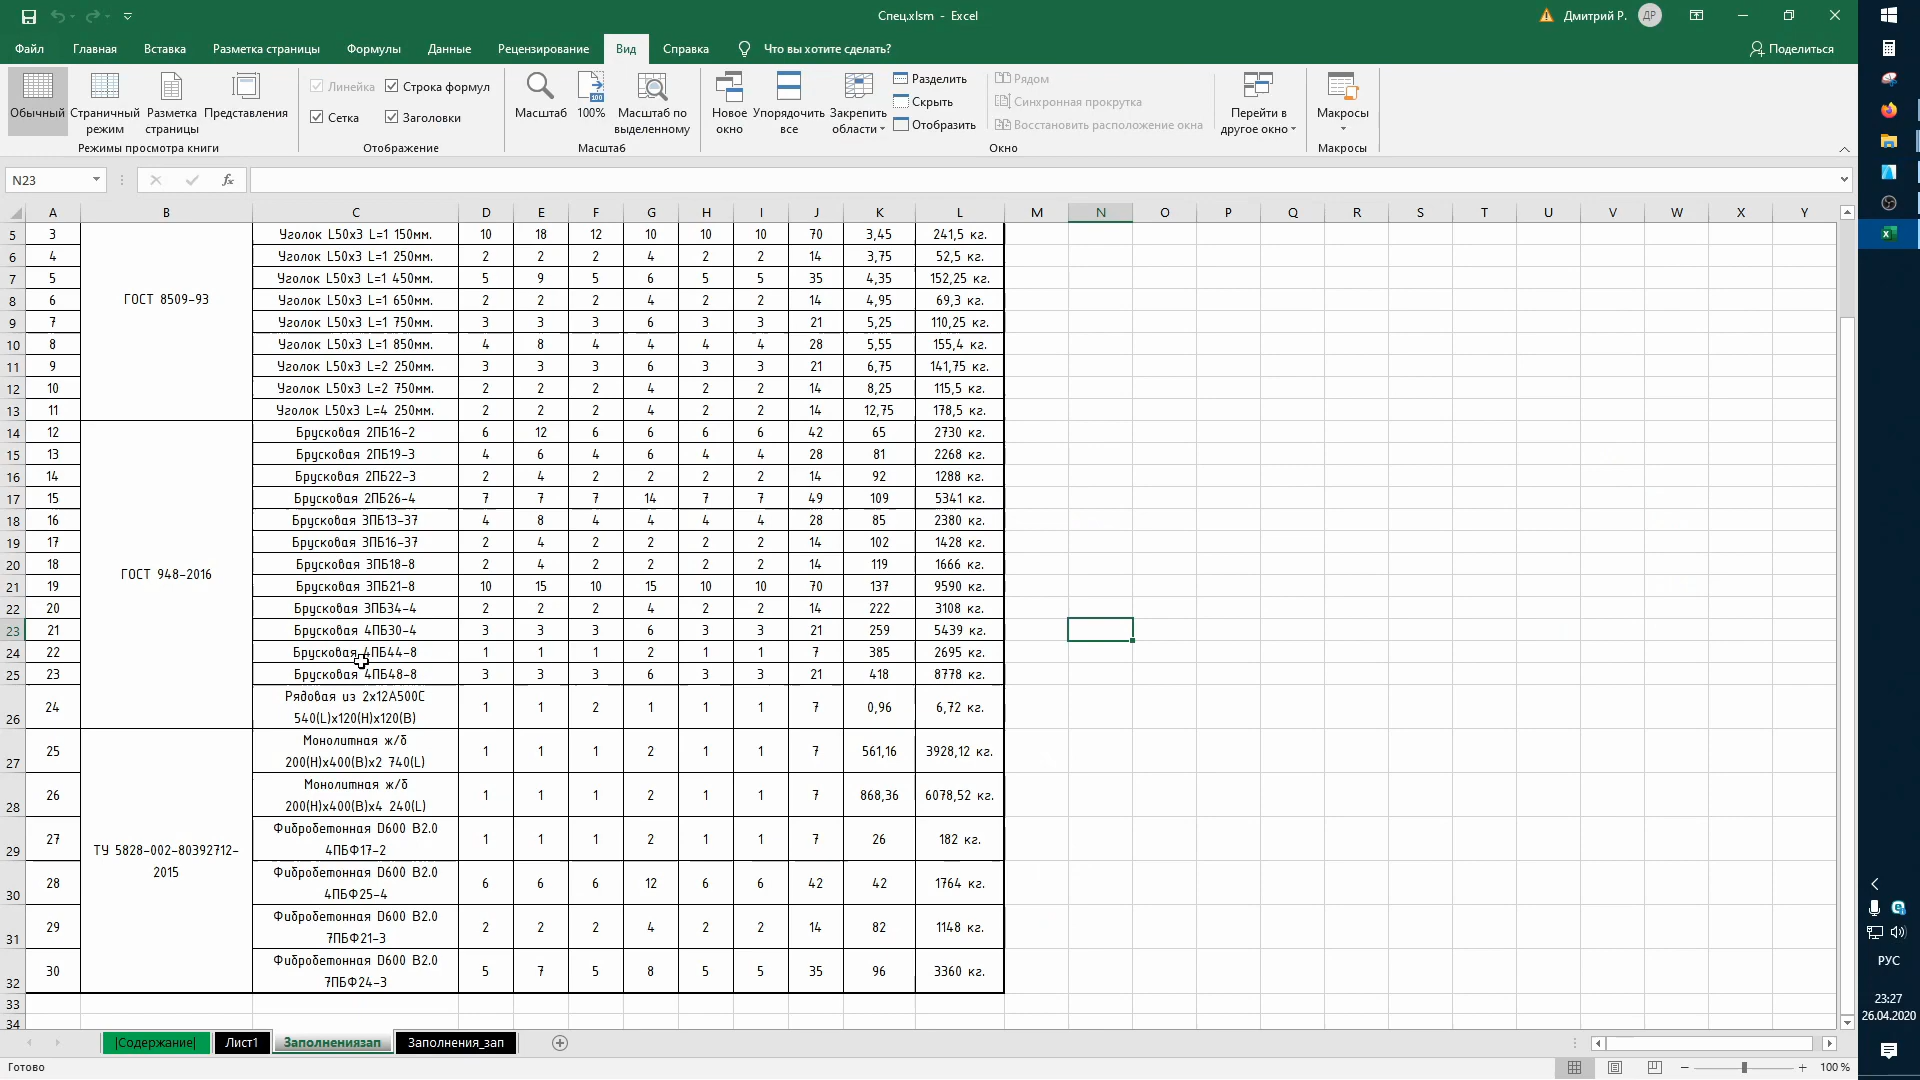 Спец.xlsm - Excel
Дмитрий Р.
ДР
Файл Главная Вставка Разметка страницы Формулы Данные Рецензирование Вид Справка Что вы хотите сделать? Поделиться
Обычный
Страничный режим
Разметка страницы
Представления
Режимы просмотра книги
Линейка
Строка формул
Сетка
Заголовки
Отображение
Масштаб
100%
Масштаб по выделенному
Масштаб
Новое окно
Упорядочить все
Закрепить области
Разделить
Скрыть
Отобразить
Рядом
Синхронная прокрутка
Восстановить расположение окна
Окно
Перейти в другое окно
Макросы
Макросы
N23
fx
A B C D E F G H I J K L M N O P Q R S T U V W X Y
5 3 Уголок L50x3 L=1 150мм. 10 18 12 10 10 10 70 3,45 241,5 кг.
6 4 Уголок L50x3 L=1 250мм. 2 2 2 4 2 2 14 3,75 52,5 кг.
7 5 Уголок L50x3 L=1 450мм. 5 9 5 6 5 5 35 4,35 152,25 кг.
8 6 ГОСТ 8509-93 Уголок L50x3 L=1 650мм. 2 2 2 4 2 2 14 4,95 69,3 кг.
9 7 Уголок L50x3 L=1 750мм. 3 3 3 6 3 3 21 5,25 110,25 кг.
10 8 Уголок L50x3 L=1 850мм. 4 8 4 4 4 4 28 5,55 155,4 кг.
11 9 Уголок L50x3 L=2 250мм. 3 3 3 6 3 3 21 6,75 141,75 кг.
12 10 Уголок L50x3 L=2 750мм. 2 2 2 4 2 2 14 8,25 115,5 кг.
13 11 Уголок L50x3 L=4 250мм. 2 2 2 4 2 2 14 12,75 178,5 кг.
14 12 Брусковая 2ПБ16-2 6 12 6 6 6 6 42 65 2730 кг.
15 13 Брусковая 2ПБ19-3 4 6 4 6 4 4 28 81 2268 кг.
16 14 Брусковая 2ПБ22-3 2 4 2 2 2 2 14 92 1288 кг.
17 15 Брусковая 2ПБ26-4 7 7 7 14 7 7 49 109 5341 кг.
18 16 Брусковая 3ПБ13-37 4 8 4 4 4 4 28 85 2380 кг.
19 17 Брусковая 3ПБ16-37 2 4 2 2 2 2 14 102 1428 кг.
20 18 ГОСТ 948-2016 Брусковая 3ПБ18-8 2 4 2 2 2 2 14 119 1666 кг.
21 19 Брусковая 3ПБ21-8 10 15 10 15 10 10 70 137 9590 кг.
22 20 Брусковая 3ПБ34-4 2 2 2 4 2 2 14 222 3108 кг.
23 21 Брусковая 4ПБ30-4 3 3 3 6 3 3 21 259 5439 кг.
24 22 Брусковая 4ПБ44-8 1 1 1 2 1 1 7 385 2695 кг.
25 23 Брусковая 4ПБ48-8 3 3 3 6 3 3 21 418 8778 кг.
Рядовая из 2x12А500С
26 24 540(L)x120(H)x120(B) 1 1 2 1 1 1 7 0,96 6,72 кг.
Монолитная ж/б
27 25 200(H)x400(B)x2 740(L) 1 1 1 2 1 1 7 561,16 3928,12 кг.
Монолитная ж/б
28 26 200(H)x400(B)x4 240(L) 1 1 1 2 1 1 7 868,36 6078,52 кг.
Фибробетонная D600 B2.0
29 27 4ПБФ17-2 1 1 1 2 1 1 7 26 182 кг.
ТУ 5828-002-80392712-
2015
Фибробетонная D600 B2.0
30 28 4ПБФ25-4 6 6 6 12 6 6 42 42 1764 кг.
Фибробетонная D600 B2.0
31 29 7ПБФ21-3 2 2 2 4 2 2 14 82 1148 кг.
Фибробетонная D600 B2.0
32 30 7ПБФ24-3 5 7 5 8 5 5 35 96 3360 кг.
33
34
|Содержание| Лист1 Заполнениязап Заполнения_зап
Готово
100 %
РУС
23:27
26.04.2020